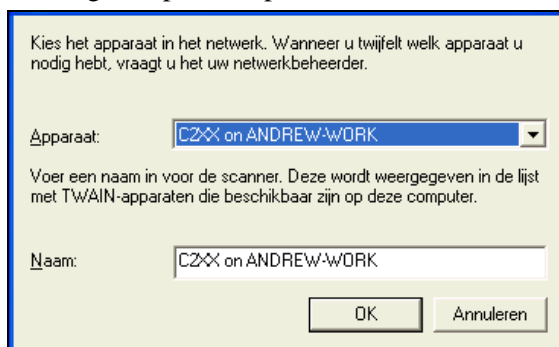 Kies het apparaat in het netwerk. Wanneer u twijfelt welk apparaat u
nodig hebt, vraagt u het uw netwerkbeheerder.
Apparaat: C2XX on ANDREW-WORK
Voer een naam in voor de scanner. Deze wordt weergegeven in de lijst
met TWAIN-apparaten die beschikbaar zijn op deze computer.
Naam: C2XX on ANDREW-WORK
OK Annuleren